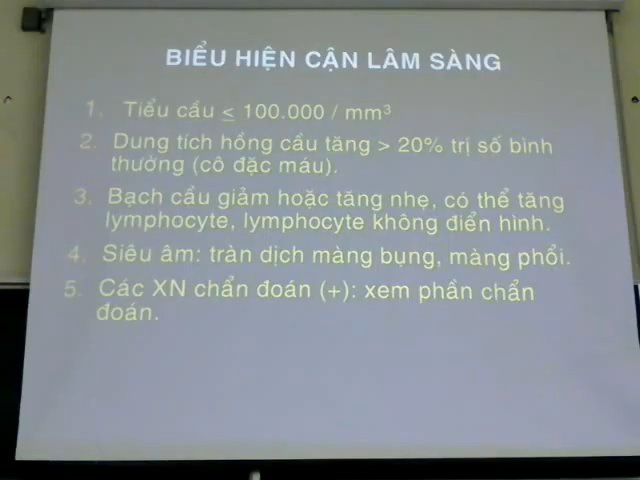 BIỂU HIỆN CẬN LÂM SÀNG
1. Tiểu cầu ≤ 100.000 / mm³
2. Dung tích hồng cầu tăng > 20% trị số bình
thường (cô đặc máu).
3. Bạch cầu giảm hoặc tăng nhẹ, có thể tăng
lymphocyte, lymphocyte không điển hình.
4. Siêu âm: tràn dịch màng bụng, màng phổi.
5. Các XN chẩn đoán (+): xem phần chẩn
đoán.